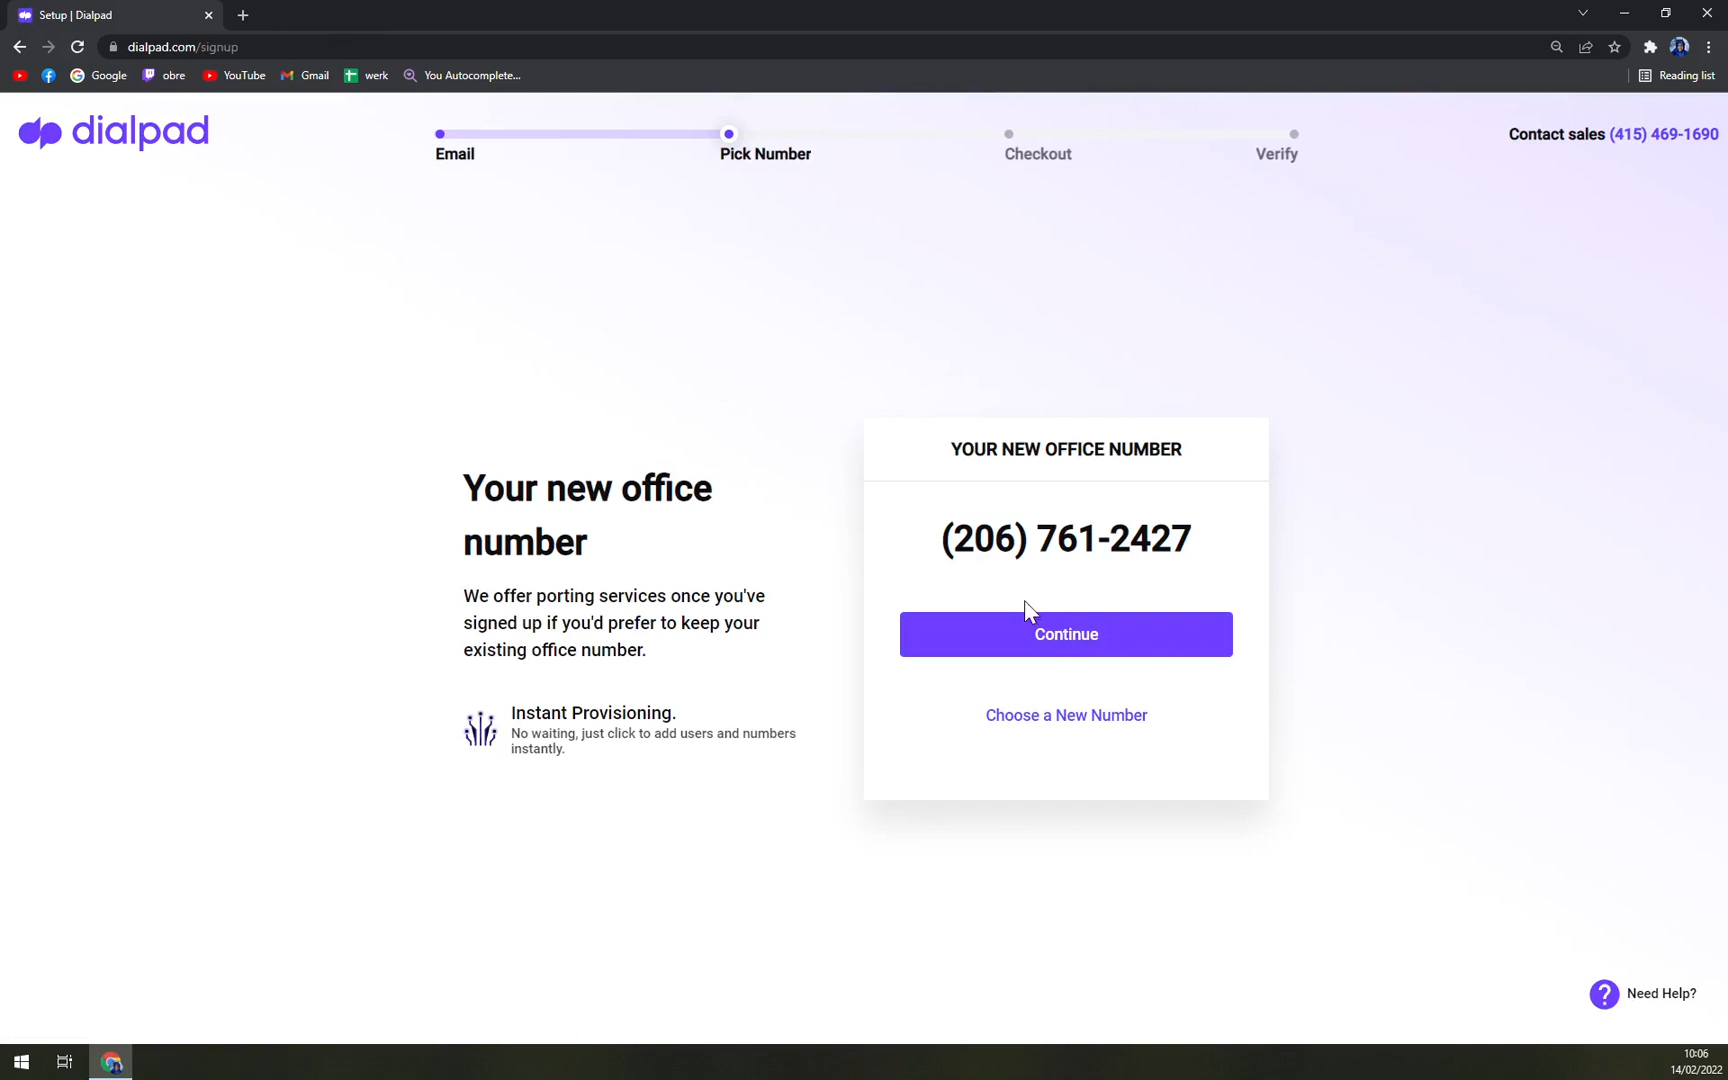 Setup | Dialpad
dialpad.com/signup
Google
obre
YouTube
Gmail
werk
You Autocomplete...
Reading list
dialpad
Email
Pick Number
Checkout
Verify
Contact sales (415) 469-1690
Your new office
number
We offer porting services once you've
signed up if you'd prefer to keep your
existing office number.
Instant Provisioning.
No waiting, just click to add users and numbers
instantly.
YOUR NEW OFFICE NUMBER
(206) 761-2427
Continue
Choose a New Number
? Need Help?
10:06
14/02/2022